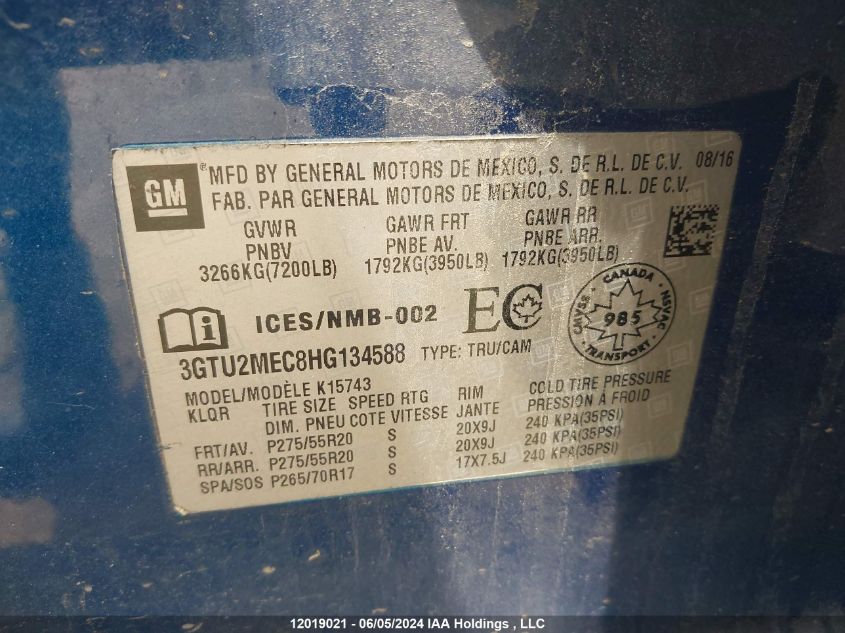 GM ® MFD BY GENERAL MOTORS DE MEXICO, S. DE R.L. DE C.V. 08/16
FAB. PAR GENERAL MOTORS DE MEXICO, S. DE R.L. DE C.V.
GVWR GAWR FRT GAWR RR
PNBV PNBE AV. PNBE ARR.
3266KG(7200LB) 1792KG(3950LB) 1792KG(3950LB)
i ICES/NMB-002 EC
CANADA
CMVSS NSVAC
985
TRANSPORT
3GTU2MEC8HG134588 TYPE: TRU/CAM
MODEL/MODÈLE K15743
KLQR TIRE SIZE SPEED RTG RIM COLD TIRE PRESSURE
DIM. PNEU COTE VITESSE JANTE PRESSION À FROID
FRT/AV. P275/55R20 S 20X9J 240 KPA(35PSI)
RR/ARR. P275/55R20 S 20X9J 240 KPA(35PSI)
SPA/SOS P265/70R17 S 17X7.5J 240 KPA(35PSI)
12019021 - 06/05/2024 IAA Holdings , LLC